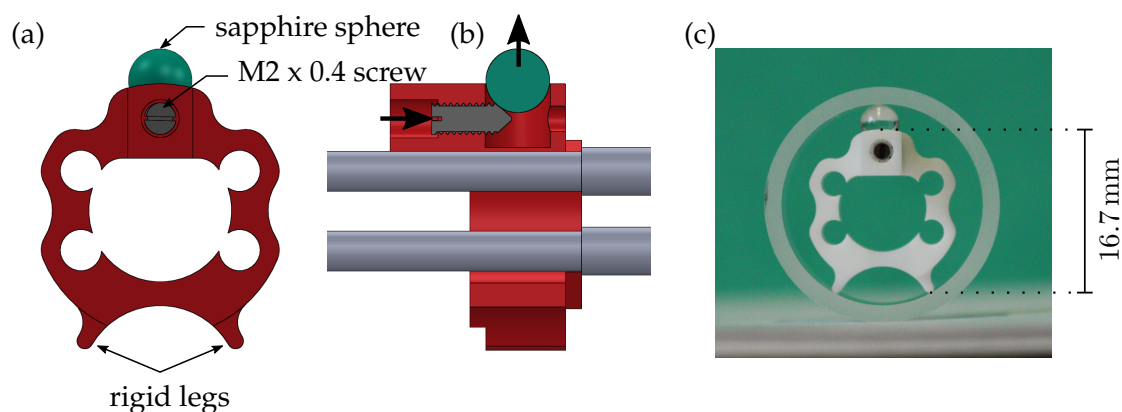 (a)
sapphire sphere
M2 x 0.4 screw
rigid legs
(b)
(c)
16.7 mm